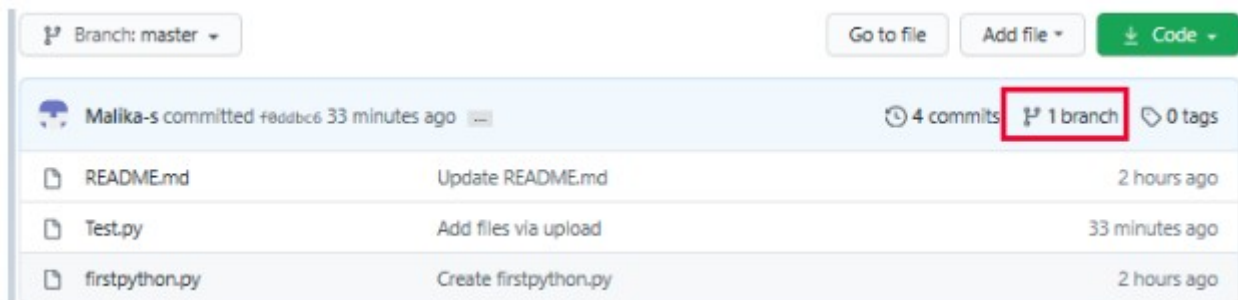 Branch: master Go to file Add file Code
Malika-s committed f0ddbc6 33 minutes ago ... 4 commits 1 branch 0 tags
README.md Update README.md 2 hours ago
Test.py Add files via upload 33 minutes ago
firstpython.py Create firstpython.py 2 hours ago